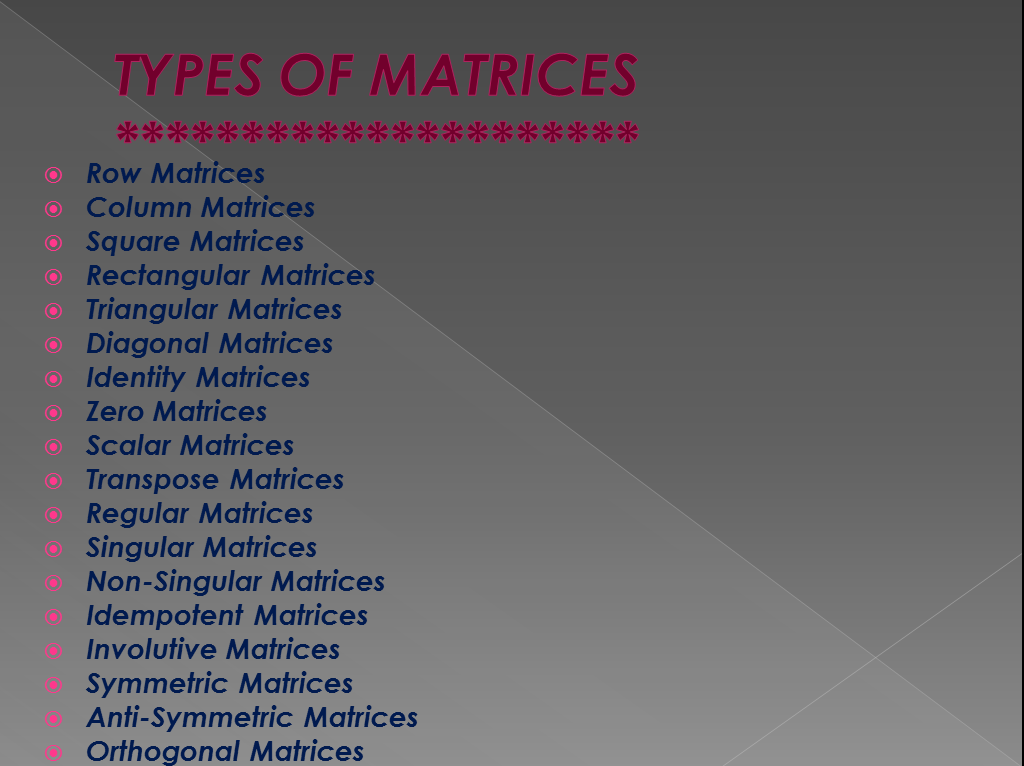 TYPES OF MATRICES
*********************
Row Matrices
Column Matrices
Square Matrices
Rectangular Matrices
Triangular Matrices
Diagonal Matrices
Identity Matrices
Zero Matrices
Scalar Matrices
Transpose Matrices
Regular Matrices
Singular Matrices
Non-Singular Matrices
Idempotent Matrices
Involutive Matrices
Symmetric Matrices
Anti-Symmetric Matrices
Orthogonal Matrices